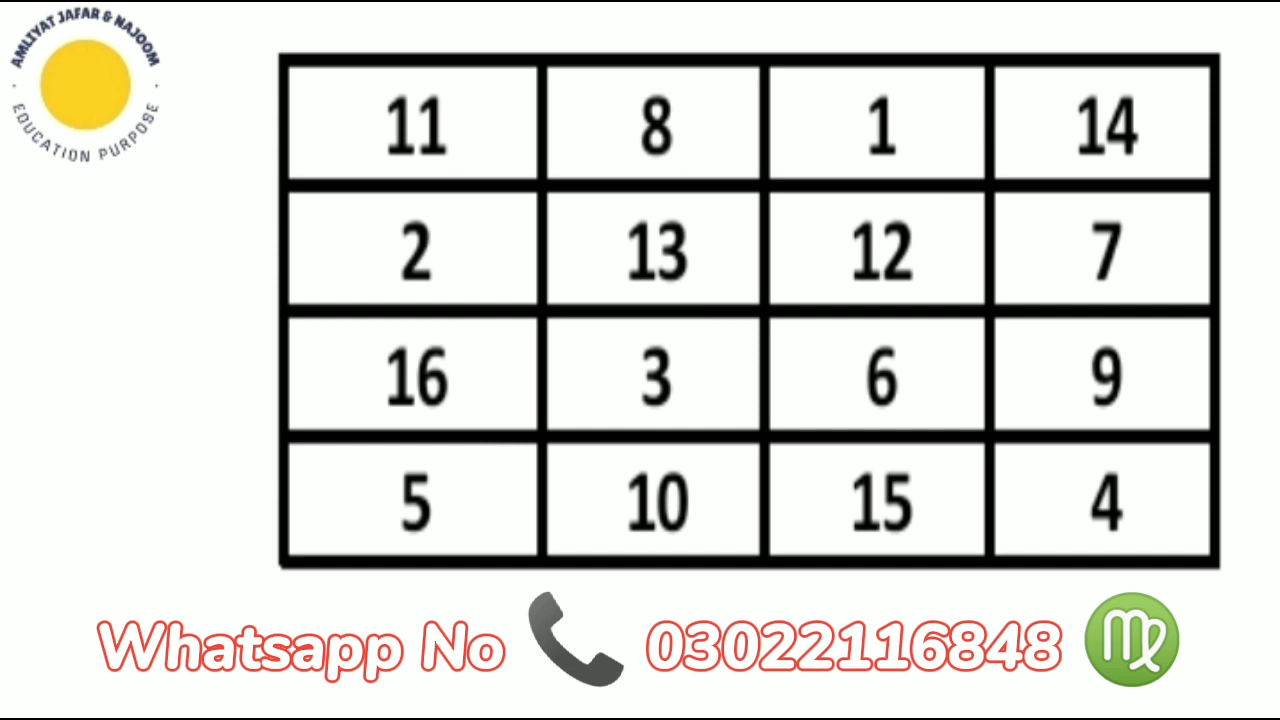 AMLIYAT JAFAR & NAJOOM
EDUCATION PURPOSE
11 8 1 14
2 13 12 7
16 3 6 9
5 10 15 4
Whatsapp No 03022116848